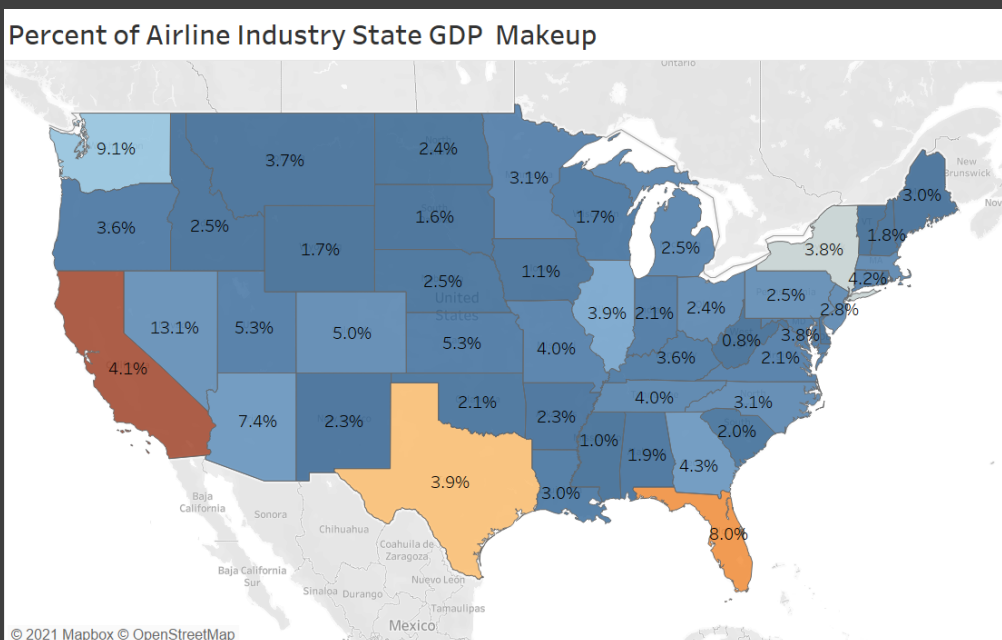 Percent of Airline Industry State GDP  Makeup
Ontario
New
Brunswick
9.1%
3.7%
2.4%
3.1%
3.0%
3.6%
2.5%
1.7%
1.6%
1.7%
2.5%
3.8%
1.8%
4.2%
2.5%
United
States
1.1%
3.9%
2.1%
2.4%
2.5%
2.8%
13.1%
5.3%
5.0%
5.3%
4.0%
3.6%
0.8%
3.8%
2.1%
4.1%
7.4%
2.3%
2.1%
2.3%
4.0%
3.1%
2.0%
1.0%
1.9%
4.3%
3.9%
3.0%
8.0%
Baja
California
Sonora
Chihuahua
Coahuila de
Zaragoza
Baja California
Sur
Sinaloa
Durango
Nuevo León
Tamaulipas
Mexico
© 2021 Mapbox © OpenStreetMap